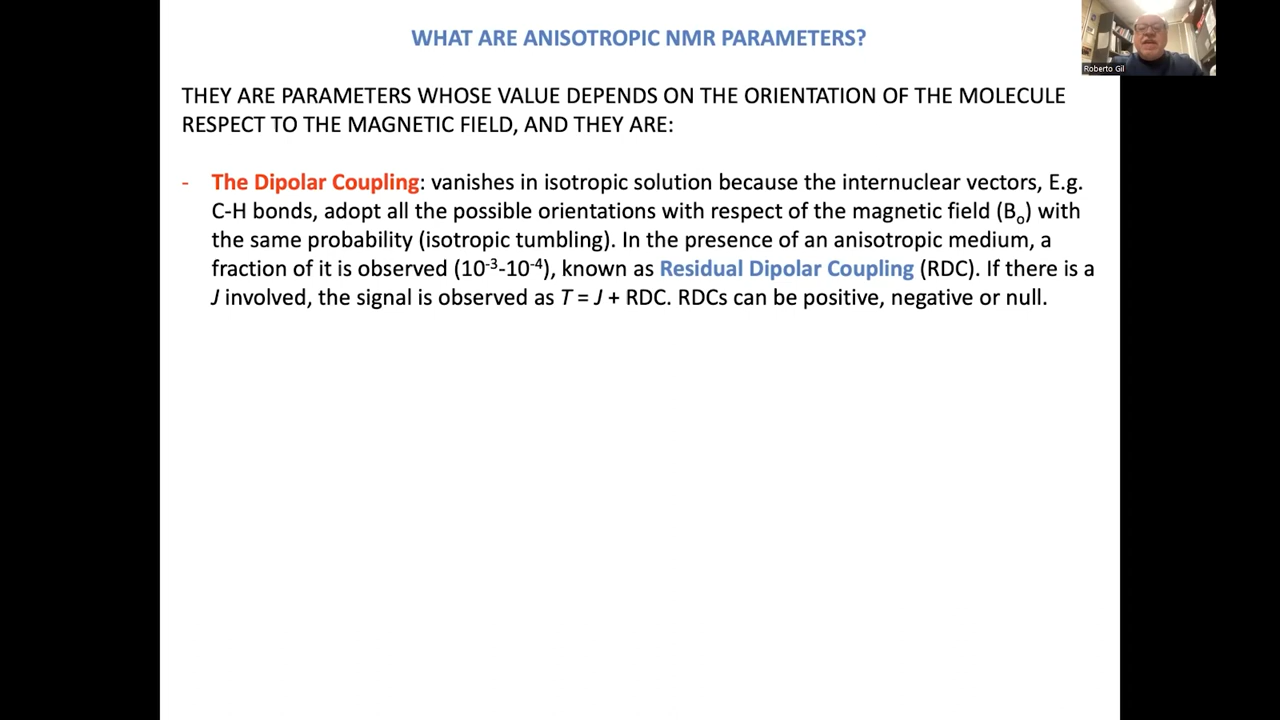 WHAT ARE ANISOTROPIC NMR PARAMETERS?
Roberto Gil
THEY ARE PARAMETERS WHOSE VALUE DEPENDS ON THE ORIENTATION OF THE MOLECULE
RESPECT TO THE MAGNETIC FIELD, AND THEY ARE:
- The Dipolar Coupling: vanishes in isotropic solution because the internuclear vectors, E.g.
C-H bonds, adopt all the possible orientations with respect of the magnetic field (Bₒ) with
the same probability (isotropic tumbling). In the presence of an anisotropic medium, a
fraction of it is observed (10⁻³-10⁻⁴), known as Residual Dipolar Coupling (RDC). If there is a
J involved, the signal is observed as T = J + RDC. RDCs can be positive, negative or null.